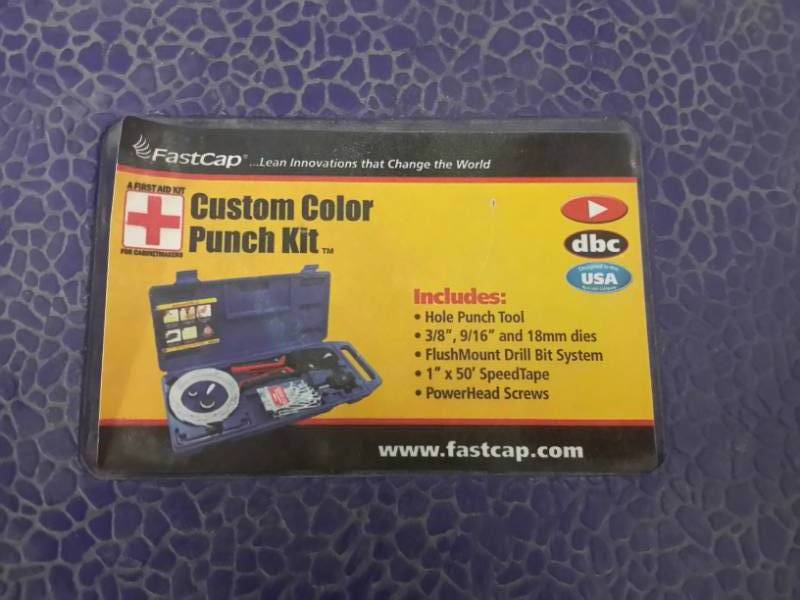 FastCap® ...Lean Innovations that Change the World
A FIRST AID KIT
FOR CABINETMAKERS
Custom Color
Punch Kit™
dbc
USA
Includes:
• Hole Punch Tool
• 3/8", 9/16" and 18mm dies
• FlushMount Drill Bit System
• 1" x 50' SpeedTape
• PowerHead Screws
www.fastcap.com